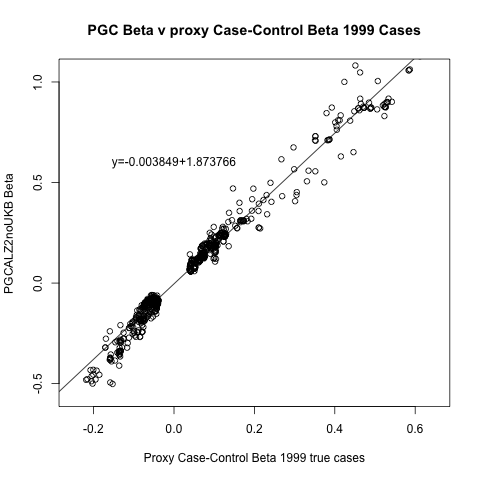 PGC Beta v proxy Case-Control Beta 1999 Cases
y=-0.003849+1.873766
PGCALZ2noUKB Beta
1.0
0.5
0.0
-0.5
-0.2 0.0 0.2 0.4 0.6
Proxy Case-Control Beta 1999 true cases